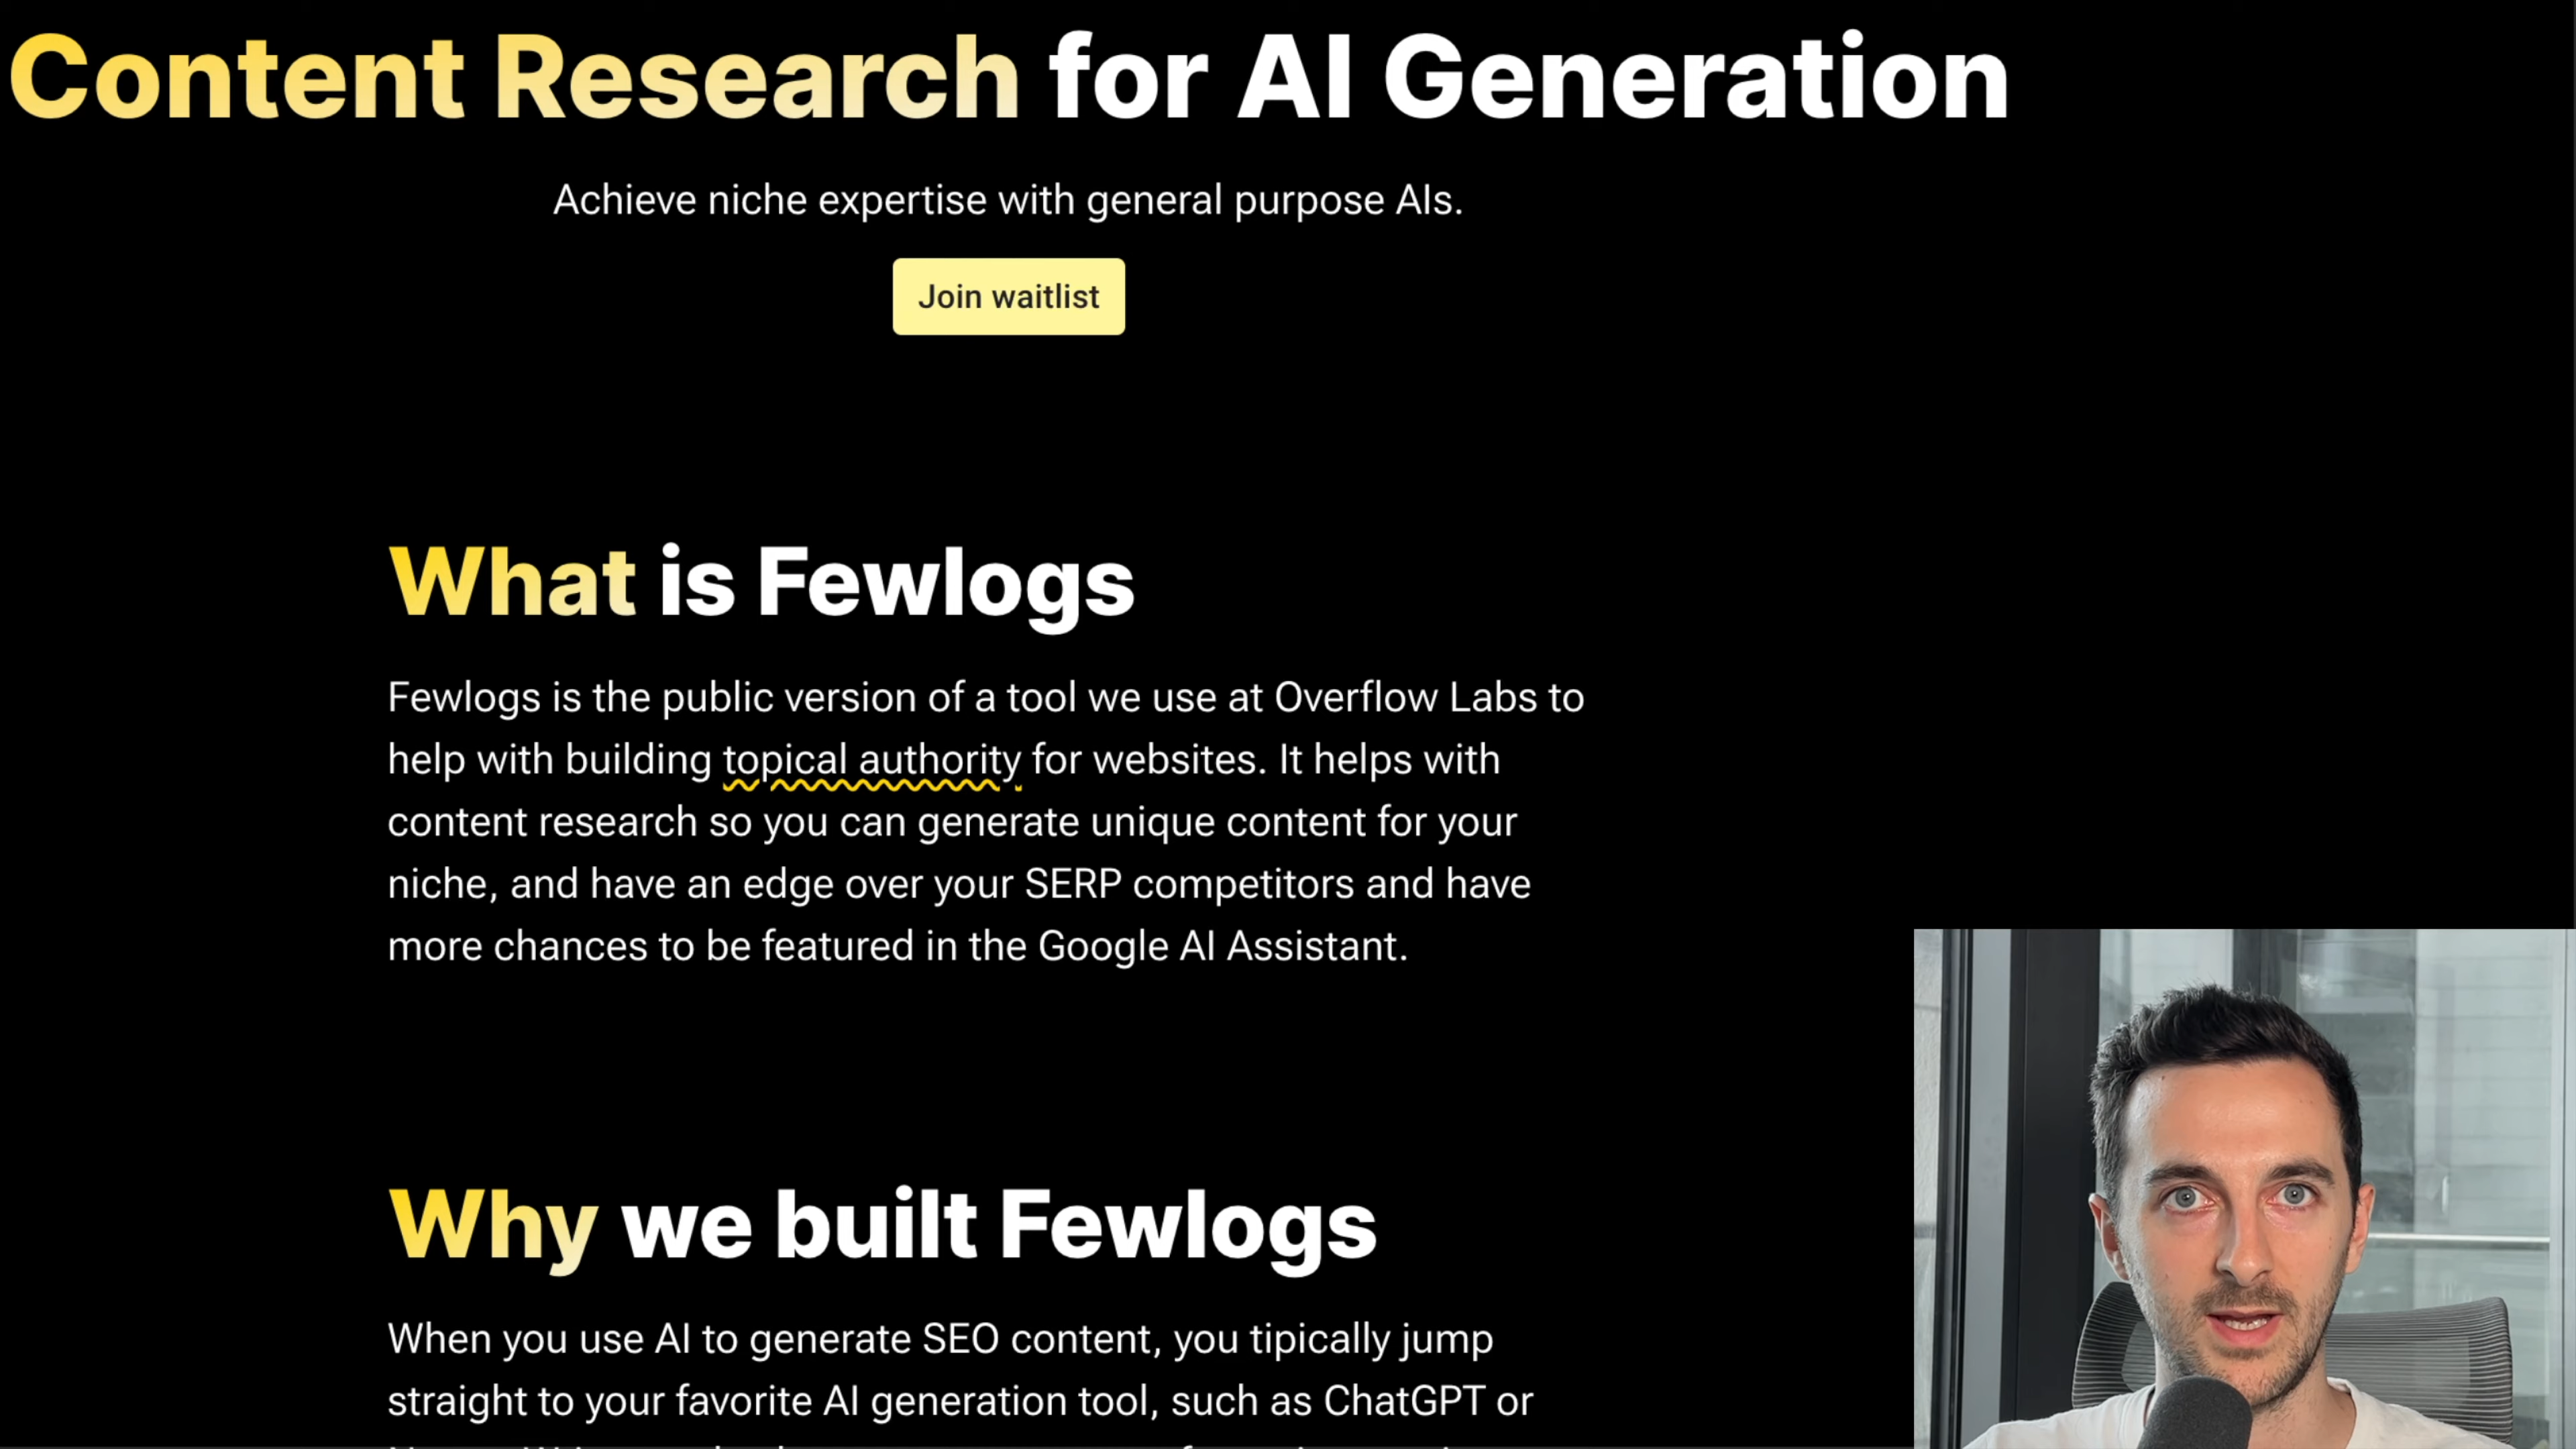 Content Research for AI Generation
Achieve niche expertise with general purpose AIs.
Join waitlist
What is Fewlogs
Fewlogs is the public version of a tool we use at Overflow Labs to
help with building topical authority for websites. It helps with
content research so you can generate unique content for your
niche, and have an edge over your SERP competitors and have
more chances to be featured in the Google AI Assistant.
Why we built Fewlogs
When you use AI to generate SEO content, you tipically jump
straight to your favorite AI generation tool, such as ChatGPT or